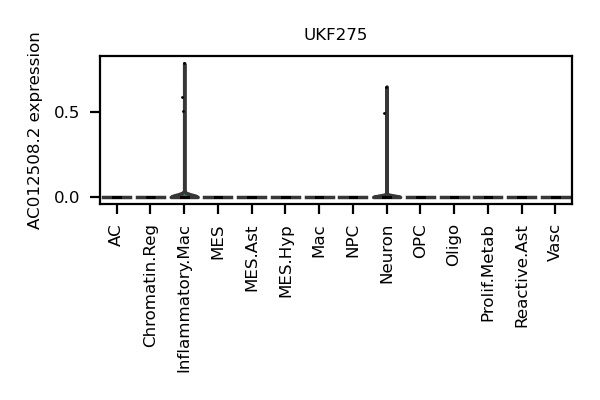 UKF275
AC012508.2 expression
0.5
0.0
AC
Chromatin.Reg
Inflammatory.Mac
MES
MES.Ast
MES.Hyp
Mac
NPC
Neuron
OPC
Oligo
Prolif.Metab
Reactive.Ast
Vasc